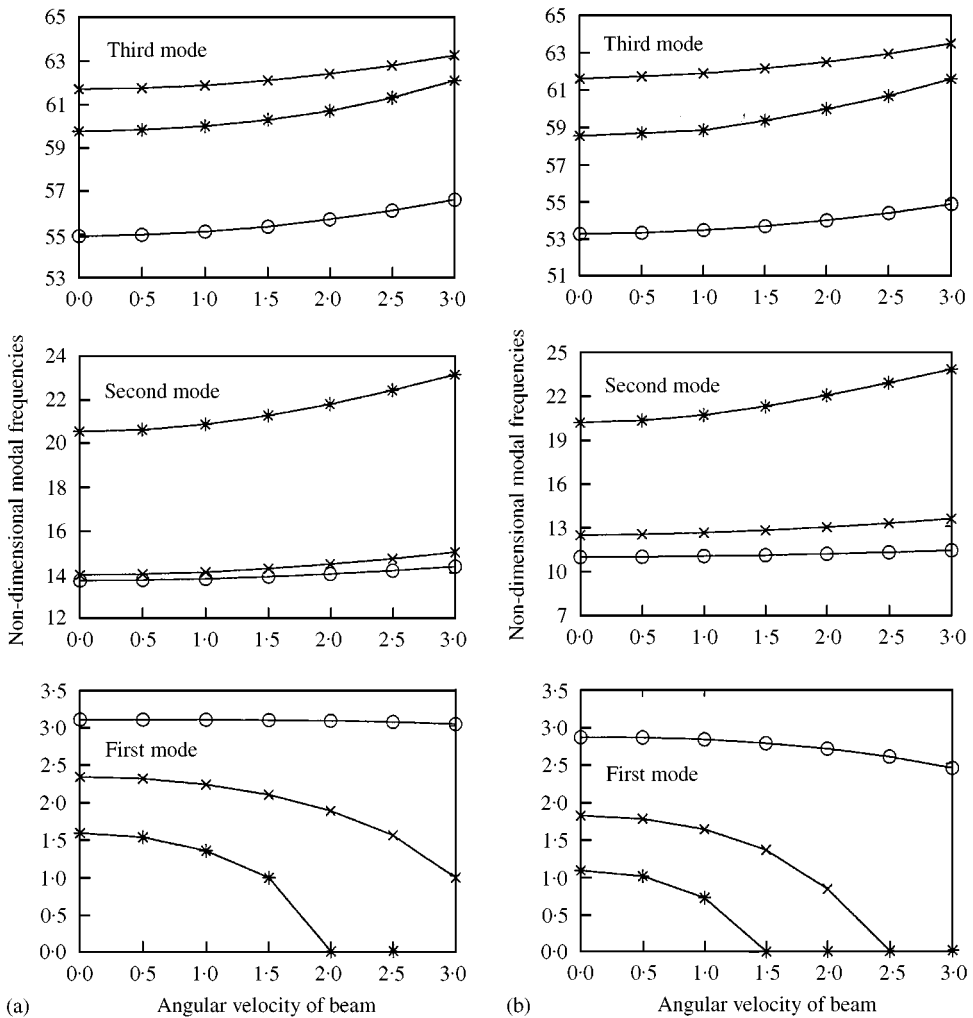 65
63
61
59
57
55
53
Third mode
0·0 0·5 1·0 1·5 2·0 2·5 3·0
24
22
20
18
16
14
12
Second mode
0·0 0·5 1·0 1·5 2·0 2·5 3·0
3·5
3·0
2·5
2·0
1·5
1·0
0·5
0·0
First mode
0·0 0·5 1·0 1·5 2·0 2·5 3·0
Non-dimensional modal frequencies
(a)
Angular velocity of beam
65
63
61
59
57
55
53
51
Third mode
0·0 0·5 1·0 1·5 2·0 2·5 3·0
25
22
19
16
13
10
7
Second mode
0·0 0·5 1·0 1·5 2·0 2·5 3·0
3·5
3·0
2·5
2·0
1·5
1·0
0·5
0·0
First mode
0·0 0·5 1·0 1·5 2·0 2·5 3·0
Non-dimensional modal frequencies
(b)
Angular velocity of beam